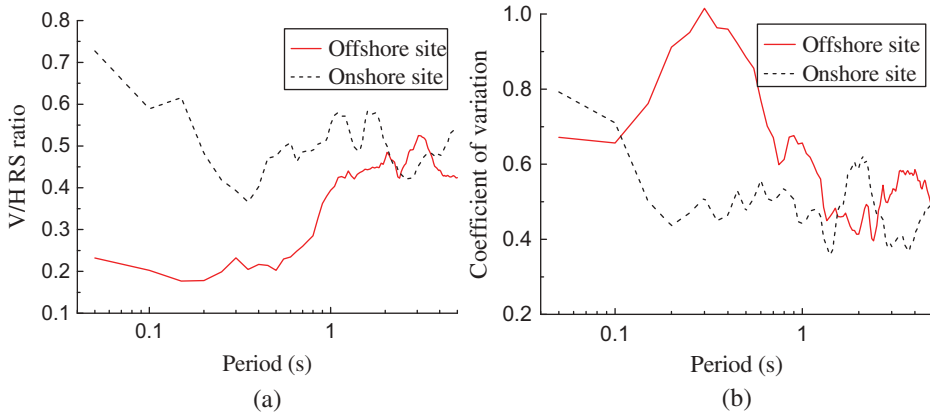 0.8
0.7
0.6
0.5
0.4
0.3
0.2
0.1
V/H RS ratio
Offshore site
Onshore site
0.1
1
Period (s)
(a)
1.0
0.8
0.6
0.4
0.2
Coefficient of variation
Offshore site
Onshore site
0.1
1
Period (s)
(b)